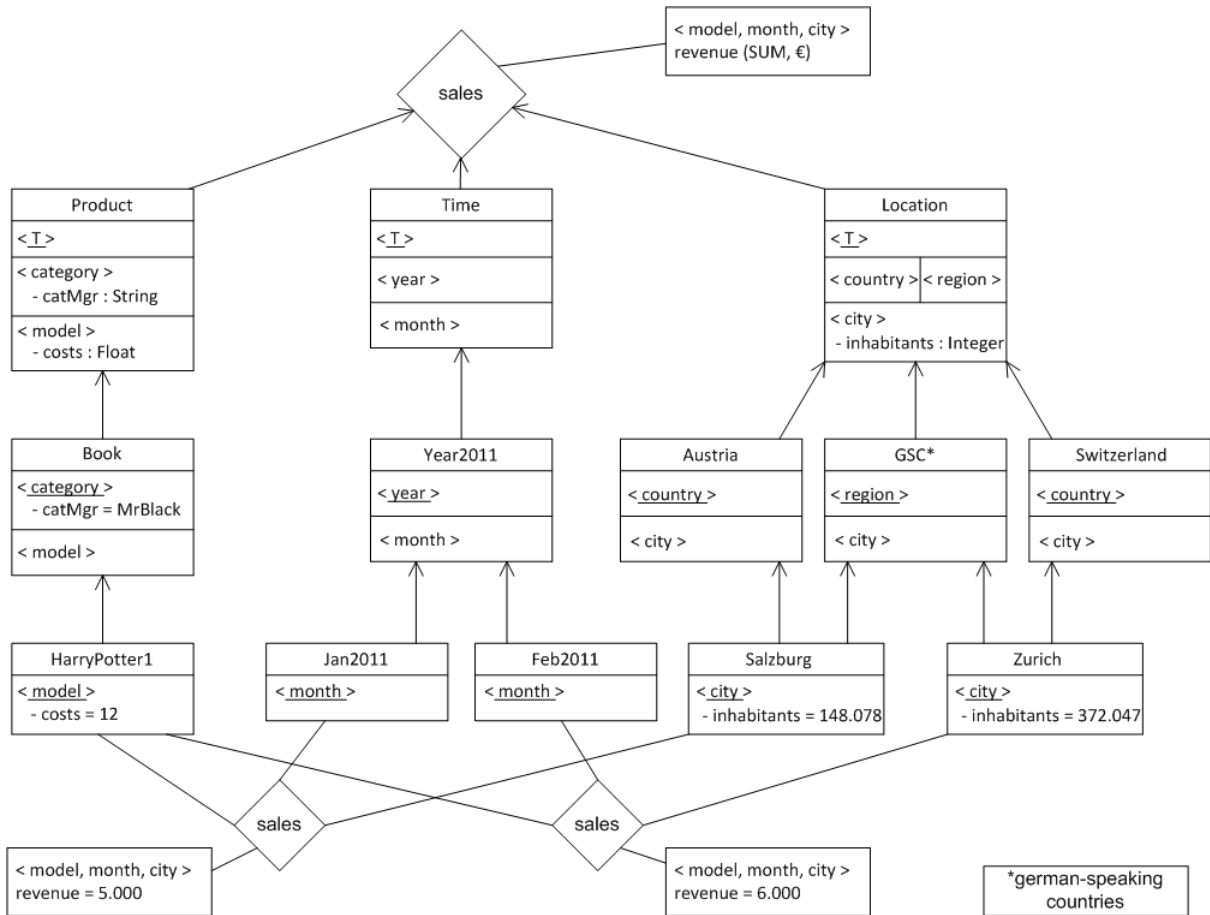 < model, month, city >
revenue (SUM, €)
sales
Product
< T >
< category >
- catMgr : String
< model >
- costs : Float
Time
< T >
< year >
< month >
Location
< T >
< country > < region >
< city >
- inhabitants : Integer
Book
< category >
- catMgr = MrBlack
< model >
Year2011
< year >
< month >
Austria
< country >
< city >
GSC*
< region >
< city >
Switzerland
< country >
< city >
HarryPotter1
< model >
- costs = 12
Jan2011
< month >
Feb2011
< month >
Salzburg
< city >
- inhabitants = 148.078
Zurich
< city >
- inhabitants = 372.047
sales
sales
< model, month, city >
revenue = 5.000
< model, month, city >
revenue = 6.000
*german-speaking
countries